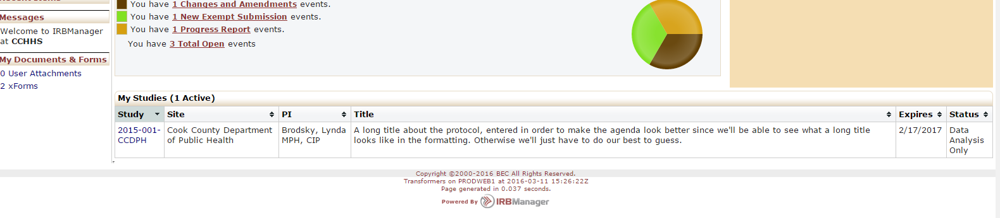 Messages
Welcome to IRBManager
at CCHHS
My Documents & Forms
0 User Attachments
2 xForms
You have 1 Changes and Amendments events.
You have 1 New Exempt Submission events.
You have 1 Progress Report events.
You have 3 Total Open events
My Studies (1 Active)
Study Site PI Title Expires Status
2015-001-
CCDPH
Cook County Department
of Public Health
Brodsky, Lynda
MPH, CIP
A long title about the protocol, entered in order to make the agenda look better since we'll be able to see what a long title
looks like in the formatting. Otherwise we'll just have to do our best to guess.
2/17/2017
Data
Analysis
Only
Copyright ©2000-2016 BEC All Rights Reserved.
Transformers on PRODWEB1 at 2016-03-11 15:26:22Z
Page generated in 0.037 seconds.
Powered By IRBManager